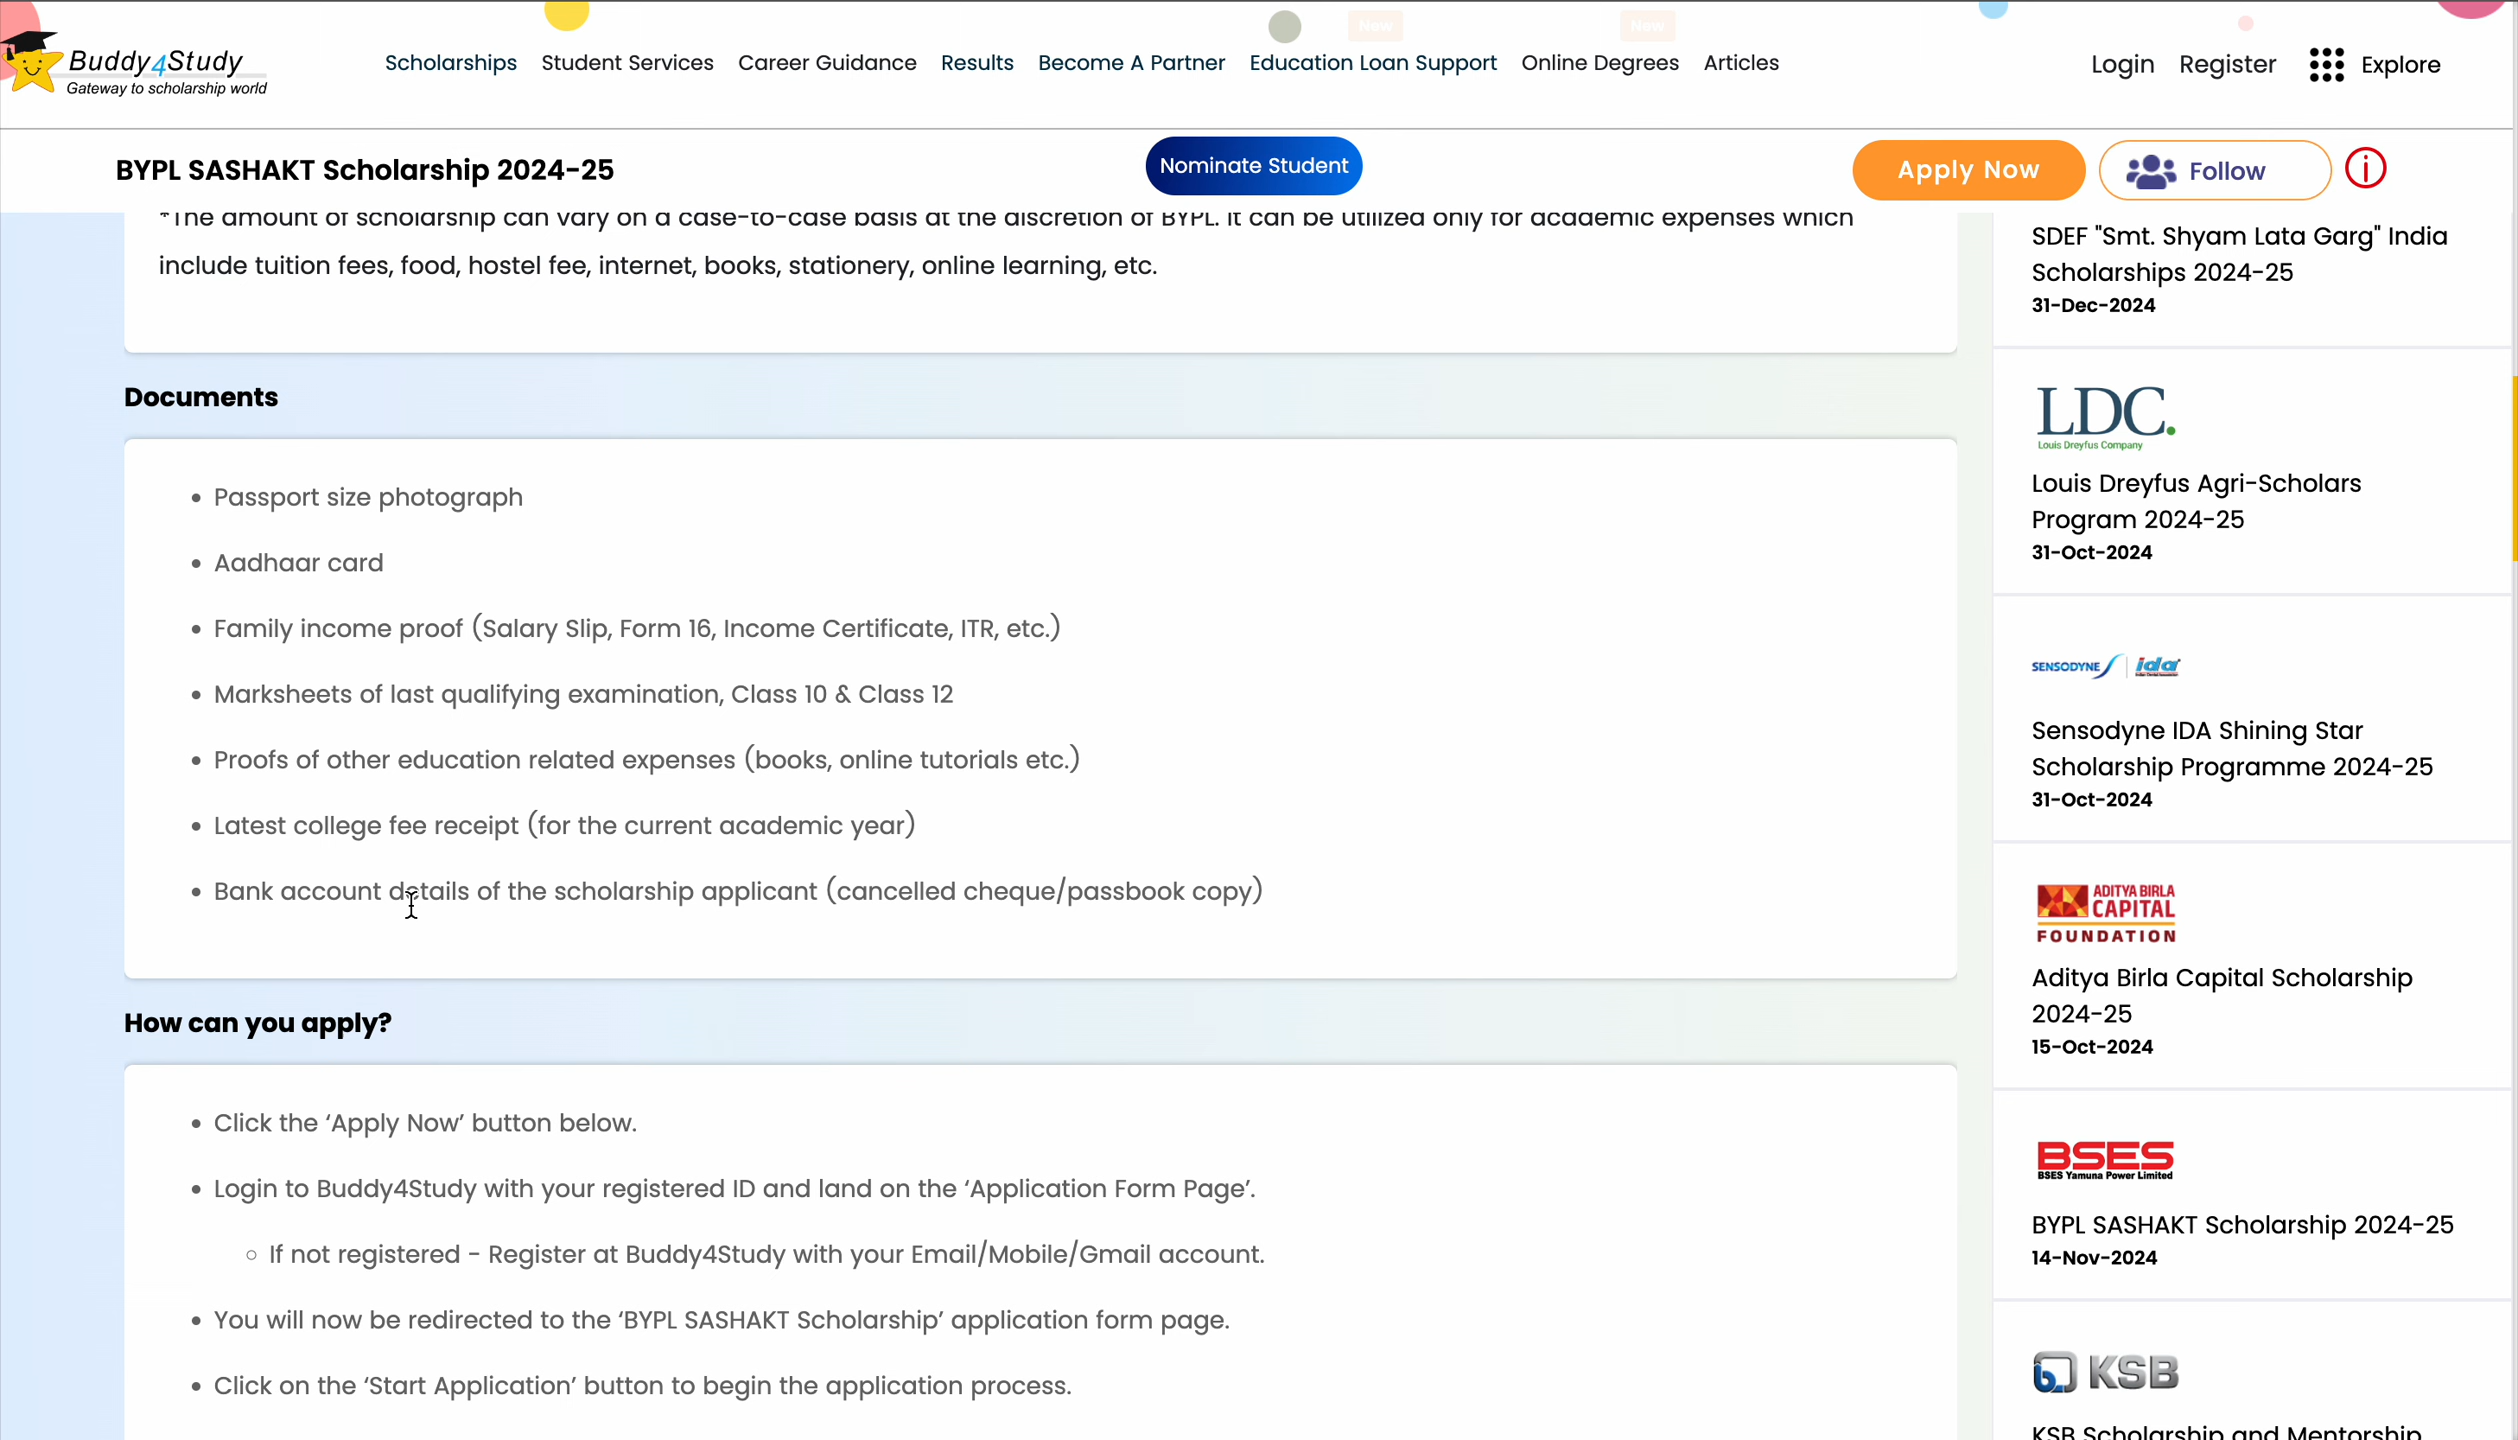 Buddy4Study
Gateway to scholarship world
Scholarships
Student Services
Career Guidance
Results
Become A Partner
New
Education Loan Support
New
Online Degrees
Articles
Login
Register
Explore
BYPL SASHAKT Scholarship 2024-25
Nominate Student
Apply Now
Follow
*The amount of scholarship can vary on a case-to-case basis at the discretion of BYPL. It can be utilized only for academic expenses which
include tuition fees, food, hostel fee, internet, books, stationery, online learning, etc.
Documents
• Passport size photograph
• Aadhaar card
• Family income proof (Salary Slip, Form 16, Income Certificate, ITR, etc.)
• Marksheets of last qualifying examination, Class 10 & Class 12
• Proofs of other education related expenses (books, online tutorials etc.)
• Latest college fee receipt (for the current academic year)
• Bank account details of the scholarship applicant (cancelled cheque/passbook copy)
How can you apply?
• Click the ‘Apply Now’ button below.
• Login to Buddy4Study with your registered ID and land on the ‘Application Form Page’.
○ If not registered - Register at Buddy4Study with your Email/Mobile/Gmail account.
• You will now be redirected to the ‘BYPL SASHAKT Scholarship’ application form page.
• Click on the ‘Start Application’ button to begin the application process.
SDEF "Smt. Shyam Lata Garg" India
Scholarships 2024-25
31-Dec-2024
LDC.
Louis Dreyfus Company
Louis Dreyfus Agri-Scholars
Program 2024-25
31-Oct-2024
SENSODYNE
ida
Sensodyne IDA Shining Star
Scholarship Programme 2024-25
31-Oct-2024
ADITYA BIRLA
CAPITAL
FOUNDATION
Aditya Birla Capital Scholarship
2024-25
15-Oct-2024
BSES
BSES Yamuna Power Limited
BYPL SASHAKT Scholarship 2024-25
14-Nov-2024
KSB
KSB Scholarship and Mentorship